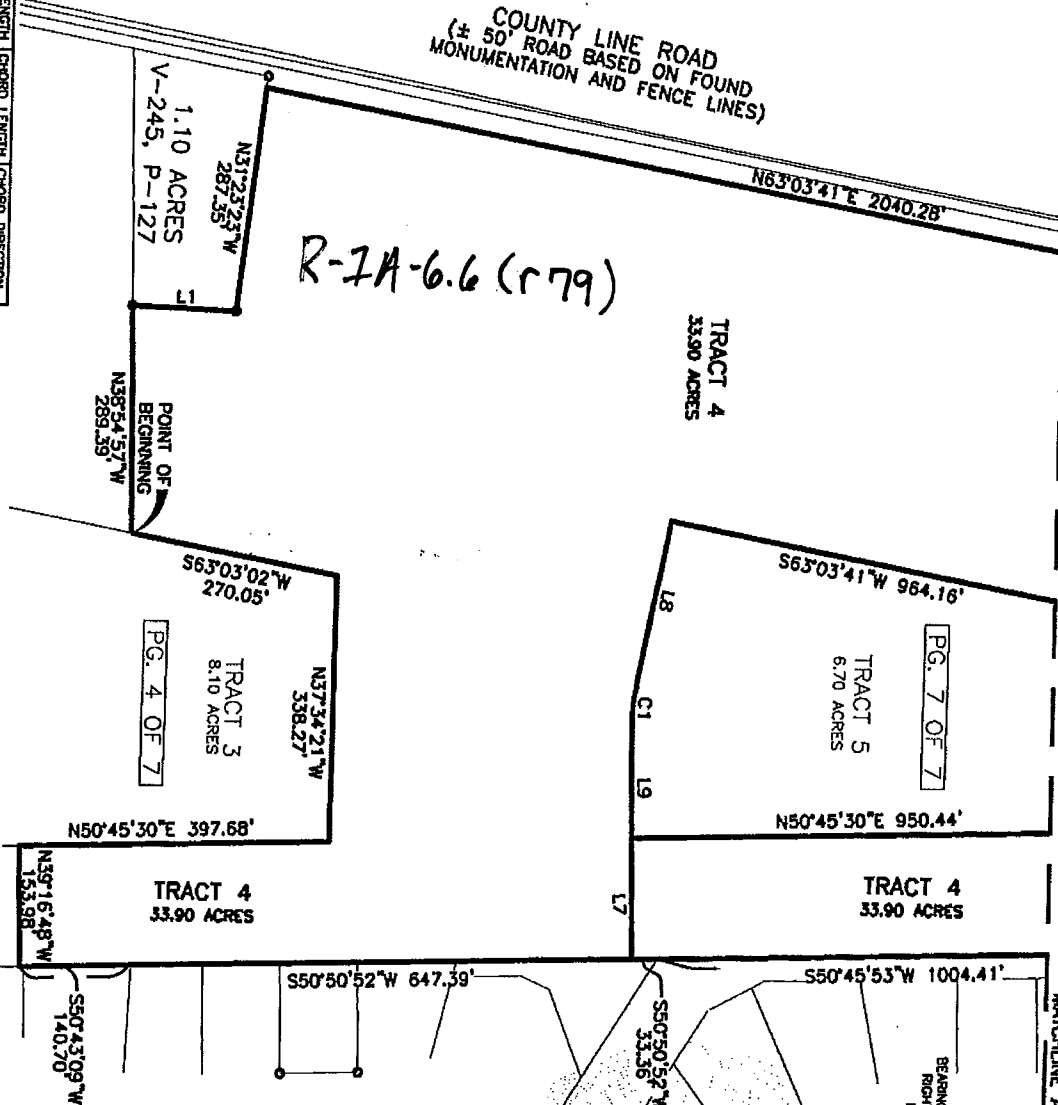 COUNTY LINE ROAD
(± 50' ROAD BASED ON FOUND
MONUMENTATION AND FENCE LINES)
LENGTH
CHORD LENGTH
CHORD DIRECTION
1.10 ACRES
V-245, P-127
N31°23'23"W
287.35'
N63°03'41"E 2040.28'
R-1A-6.6 (r79)
L1
TRACT 4
33.90 ACRES
POINT OF
BEGINNING
N38°54'57"W
289.39'
S63°03'02"W
270.05'
S63°03'41"W 964.16'
L8
PG. 4 OF 7
TRACT 3
8.10 ACRES
N37°34'21"W
338.27'
C1
L9
TRACT 5
6.70 ACRES
PG. 7 OF 7
N50°45'30"E 397.68'
N50°45'30"E 950.44'
N39°16'48"W
153.98'
TRACT 4
33.90 ACRES
L7
TRACT 4
33.90 ACRES
S50°50'52"W 647.39'
S50°45'53"W 1004.41'
S50°43'09"W
140.70'
S50°50'52"W
33.36'